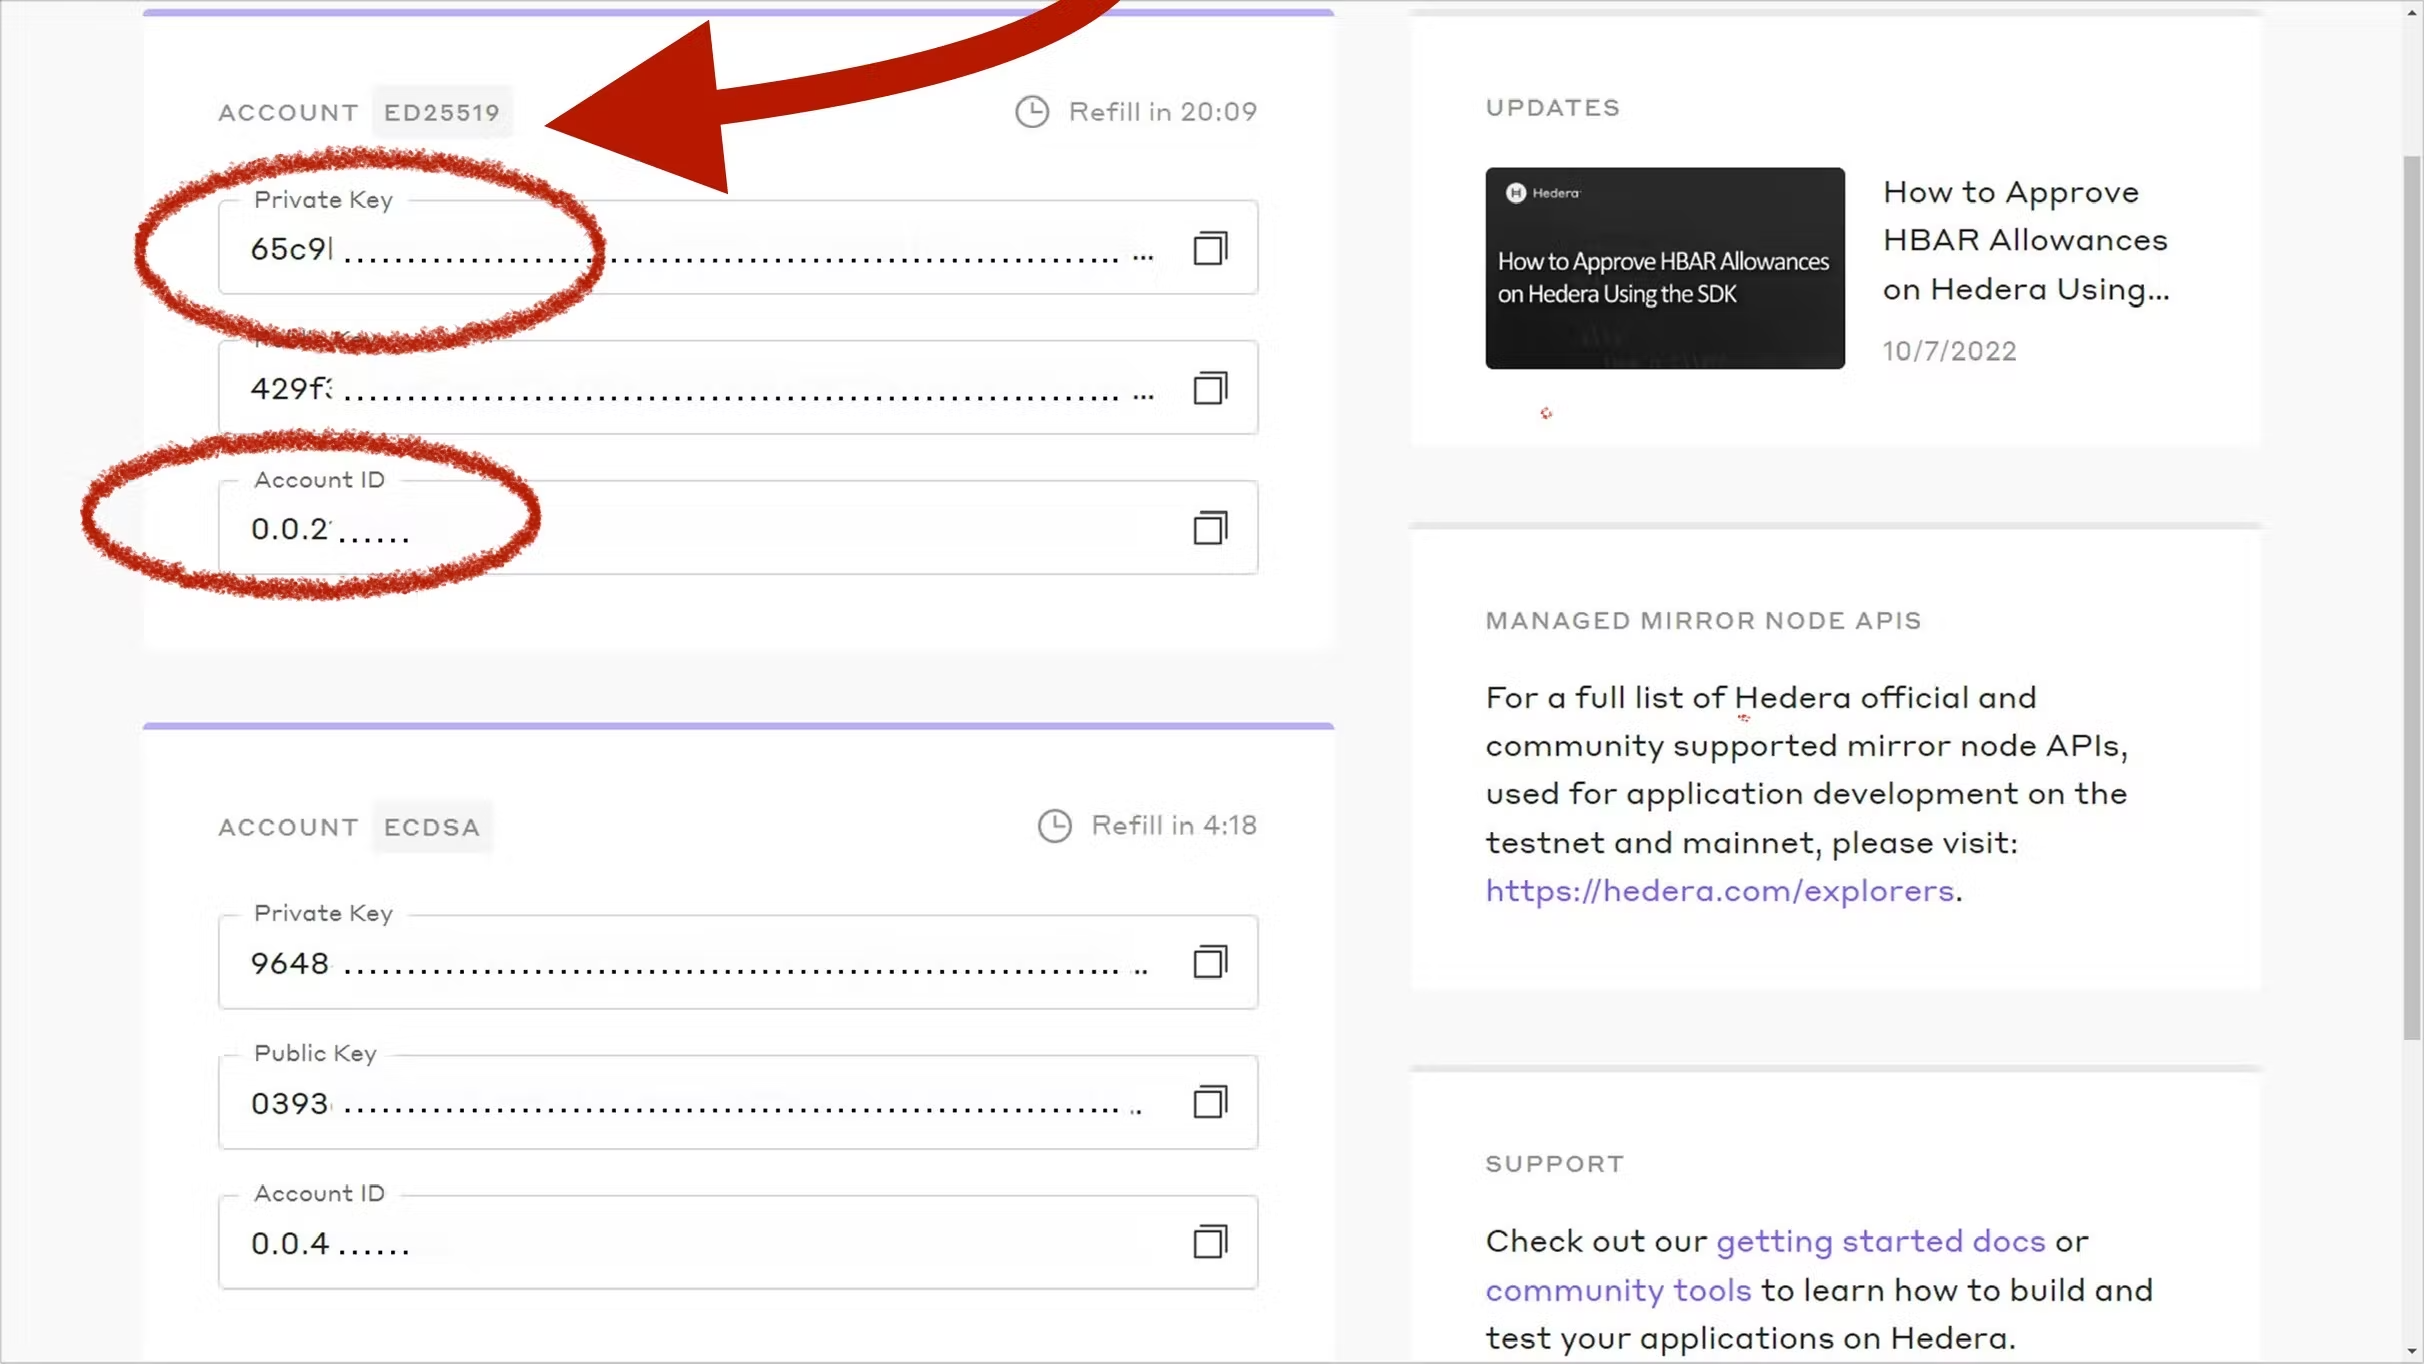 ACCOUNT ED25519
Refill in 20:09
Private Key
65c9
429f
Account ID
0.0.2
ACCOUNT ECDSA
Refill in 4:18
Private Key
9648
Public Key
0393
Account ID
0.0.4 ......
UPDATES
Hedera
How to Approve HBAR Allowances
on Hedera Using the SDK
How to Approve
HBAR Allowances
on Hedera Using...
10/7/2022
MANAGED MIRROR NODE APIS
For a full list of Hedera official and
community supported mirror node APIs,
used for application development on the
testnet and mainnet, please visit:
https://hedera.com/explorers.
SUPPORT
Check out our getting started docs or
community tools to learn how to build and
test your applications on Hedera.